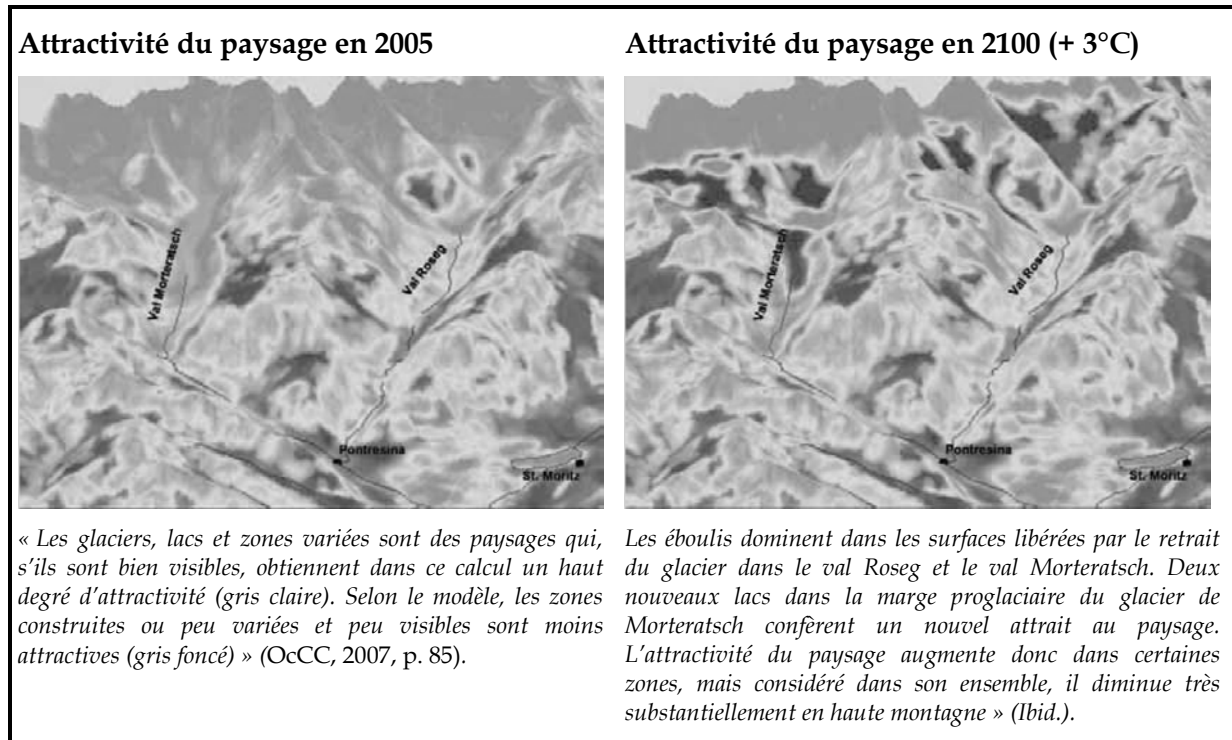 Attractivité du paysage en 2005
Val Morteratsch
Val Roseg
Pontresina
St. Moritz
« Les glaciers, lacs et zones variées sont des paysages qui,
s'ils sont bien visibles, obtiennent dans ce calcul un haut
degré d'attractivité (gris claire). Selon le modèle, les zones
construites ou peu variées et peu visibles sont moins
attractives (gris foncé) » (OcCC, 2007, p. 85).
Attractivité du paysage en 2100 (+ 3°C)
Val Morteratsch
Val Roseg
Pontresina
St. Moritz
Les éboulis dominent dans les surfaces libérées par le retrait
du glacier dans le val Roseg et le val Morteratsch. Deux
nouveaux lacs dans la marge proglaciaire du glacier de
Morteratsch confèrent un nouvel attrait au paysage.
L'attractivité du paysage augmente donc dans certaines
zones, mais considéré dans son ensemble, il diminue très
substantiellement en haute montagne » (Ibid.).